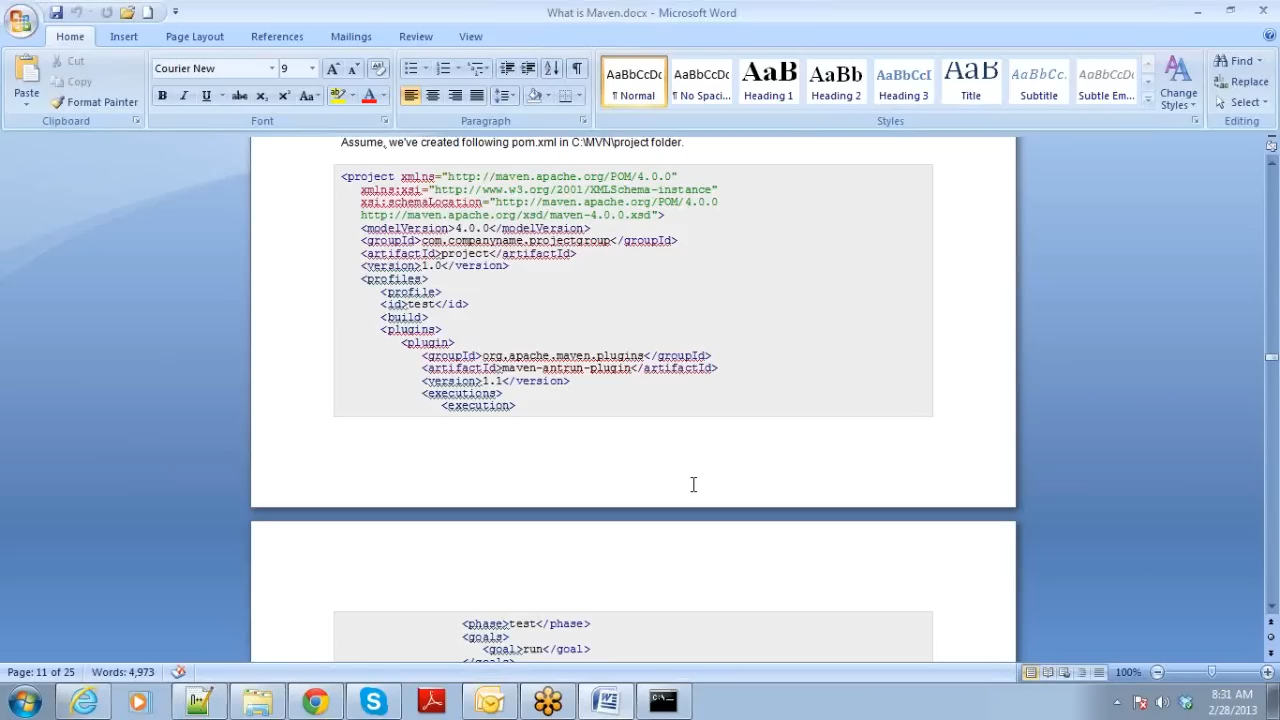 What is Maven.docx - Microsoft Word
Home Insert Page Layout References Mailings Review View
Paste
Cut
Copy
Format Painter
Clipboard
Courier New 9
B I U abc x₂ x² Aa A
Font
Paragraph
AaBbCcDc AaBbCcDc AaB AaBb AaBbCcI AaB AaBbCc. AaBbCcDc
¶ Normal ¶ No Spaci... Heading 1 Heading 2 Heading 3 Title Subtitle Subtle Em...
Styles
Change Styles
Find
Replace
Select
Editing
Assume, we've created following pom.xml in C:\MVN\project folder.
<project xmlns="http://maven.apache.org/POM/4.0.0"
xmlns:xsi="http://www.w3.org/2001/XMLSchema-instance"
xsi:schemaLocation="http://maven.apache.org/POM/4.0.0
http://maven.apache.org/xsd/maven-4.0.0.xsd">
<modelVersion>4.0.0</modelVersion>
<groupId>com.companyname.projectgroup</groupId>
<artifactId>project</artifactId>
<version>1.0</version>
<profiles>
<profile>
<id>test</id>
<build>
<plugins>
<plugin>
<groupId>org.apache.maven.plugins</groupId>
<artifactId>maven-antrun-plugin</artifactId>
<version>1.1</version>
<executions>
<execution>
<phase>test</phase>
<goals>
<goal>run</goal>
</goals>
Page: 11 of 25 Words: 4,973 100%
8:31 AM
2/28/2013